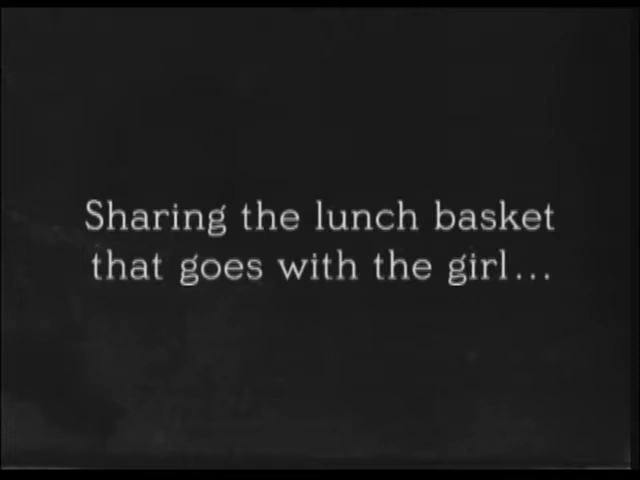 Sharing the lunch basket
that goes with the girl...